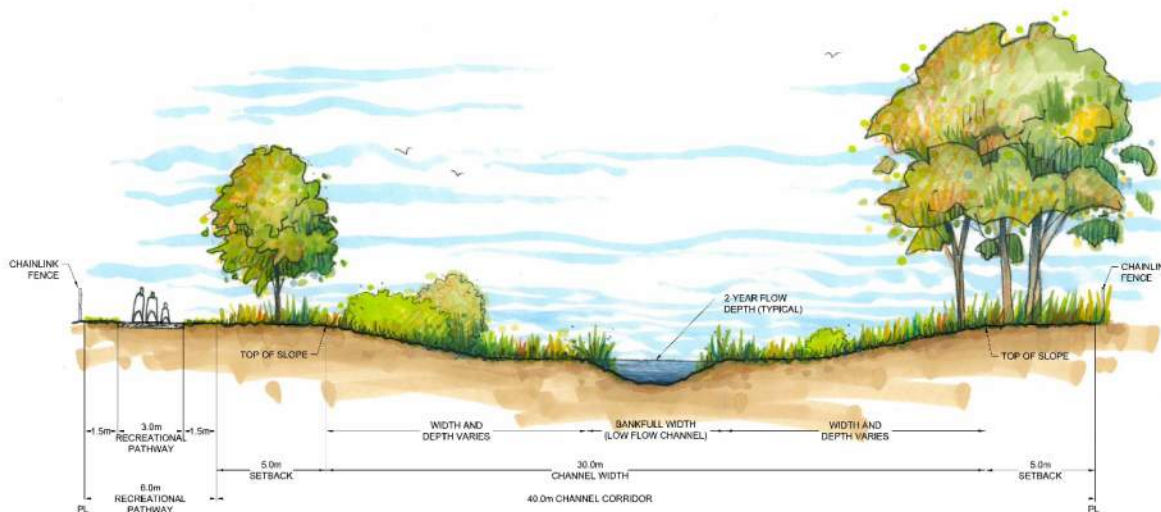 CHAINLINK
FENCE
2-YEAR FLOW
DEPTH (TYPICAL)
CHAINLIN
FENCE
TOP OF SLOPE
TOP OF SLOPE
1.5m
3.0m
RECREATIONAL
PATHWAY
1.5m
WIDTH AND
DEPTH VARIES
BANKFULL WIDTH
(LOW FLOW CHANNEL)
WIDTH AND
DEPTH VARIES
5.0m
SETBACK
30.0m
CHANNEL WIDTH
5.0m
SETBACK
6.0m
RECREATIONAL
PATHWAY
40.0m CHANNEL CORRIDOR
PL
PL